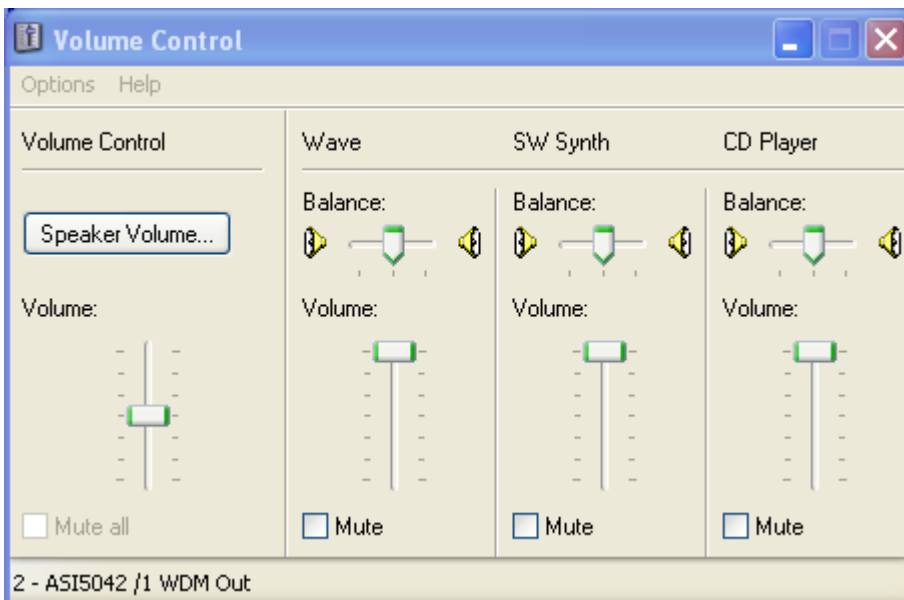 Volume Control
Options Help
Volume Control
Speaker Volume...
Volume:
Mute all
Wave
Balance:
Volume:
Mute
SW Synth
Balance:
Volume:
Mute
CD Player
Balance:
Volume:
Mute
2 - ASI5042 /1 WDM Out